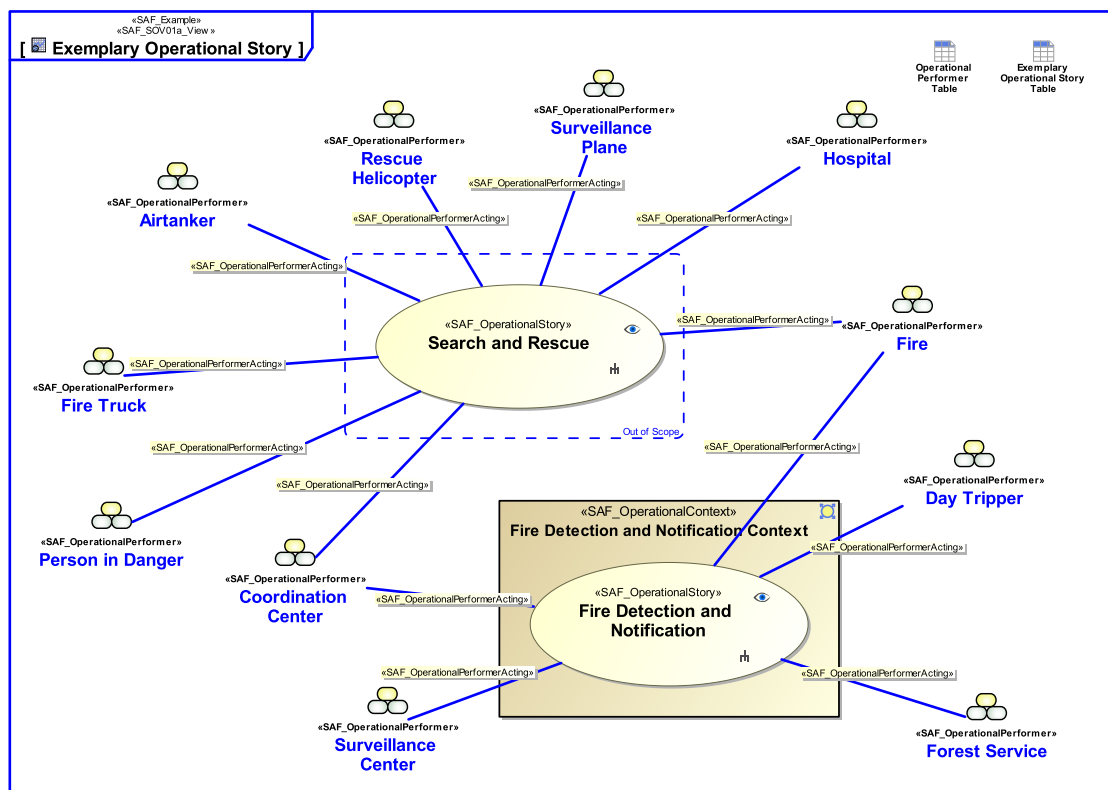 «SAF_Example»
«SAF_SOV01a_View»
[ Exemplary Operational Story ]
Operational
Performer
Table
Exemplary
Operational Story
Table
«SAF_OperationalPerformer»
Surveillance
Plane
«SAF_OperationalPerformer»
Rescue
Helicopter
«SAF_OperationalPerformer»
Hospital
«SAF_OperationalPerformer»
Airtanker
«SAF_OperationalPerformerActing»
«SAF_OperationalPerformerActing»
«SAF_OperationalPerformerActing»
«SAF_OperationalPerformerActing»
«SAF_OperationalStory»
Search and Rescue
Out of Scope
«SAF_OperationalPerformerActing»
«SAF_OperationalPerformer»
Fire
«SAF_OperationalPerformerActing»
«SAF_OperationalPerformer»
Fire Truck
«SAF_OperationalPerformerActing»
«SAF_OperationalPerformerActing»
«SAF_OperationalPerformerActing»
«SAF_OperationalPerformer»
Day Tripper
«SAF_OperationalPerformer»
Person in Danger
«SAF_OperationalContext»
Fire Detection and Notification Context
«SAF_OperationalPerformerActing»
«SAF_OperationalPerformer»
Coordination
Center
«SAF_OperationalPerformerActing»
«SAF_OperationalStory»
Fire Detection and
Notification
«SAF_OperationalPerformerActing»
«SAF_OperationalPerformerActing»
«SAF_OperationalPerformer»
Surveillance
Center
«SAF_OperationalPerformer»
Forest Service